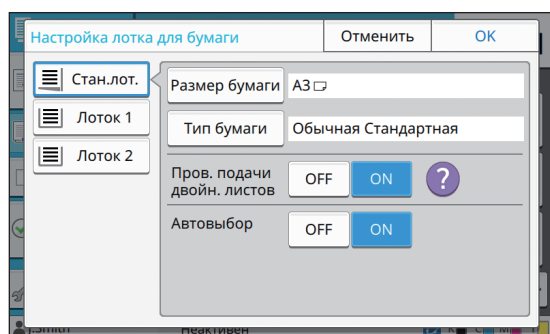 Настройка лотка для бумаги Отменить OK
Стан.лот.
Лоток 1
Лоток 2
Размер бумаги A3
Тип бумаги Обычная Стандартная
Пров. подачи
двойн. листов OFF ON ?
Автовыбор OFF ON
J.Smith Неактивен K C M